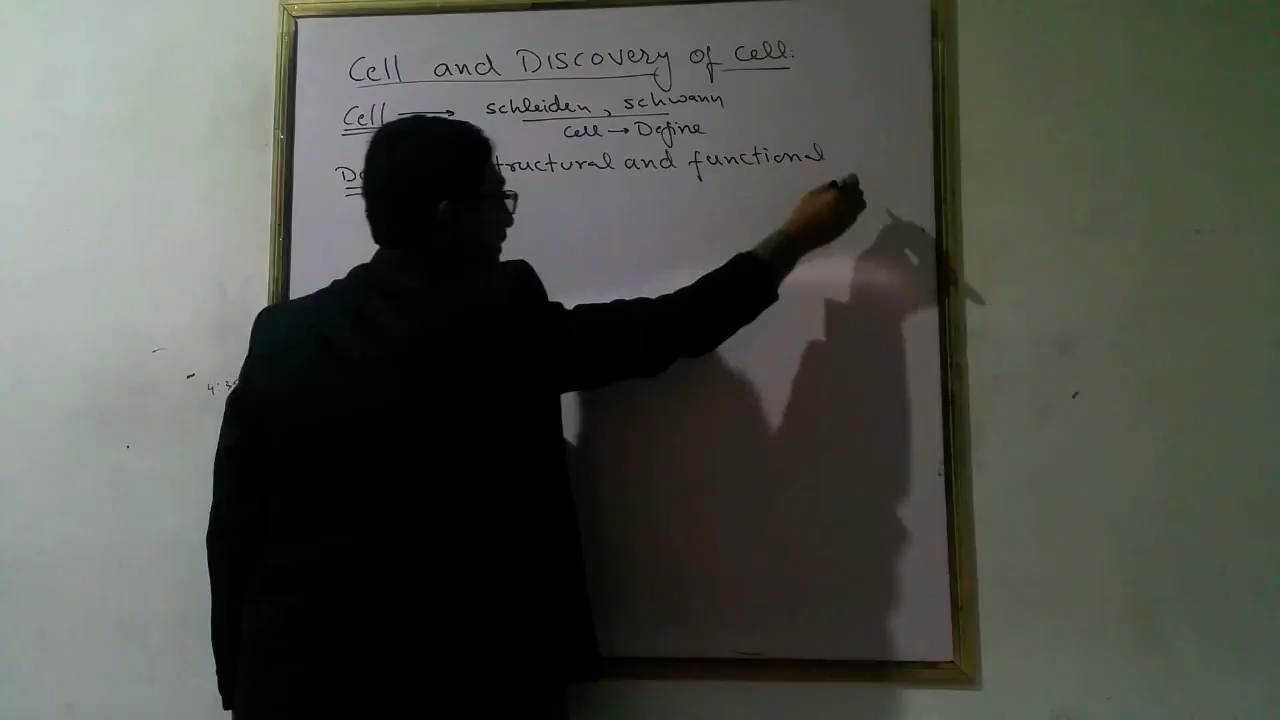 Cell and Discovery of cell:
Cell → schleiden, schwann
cell → Define
tructural and functional